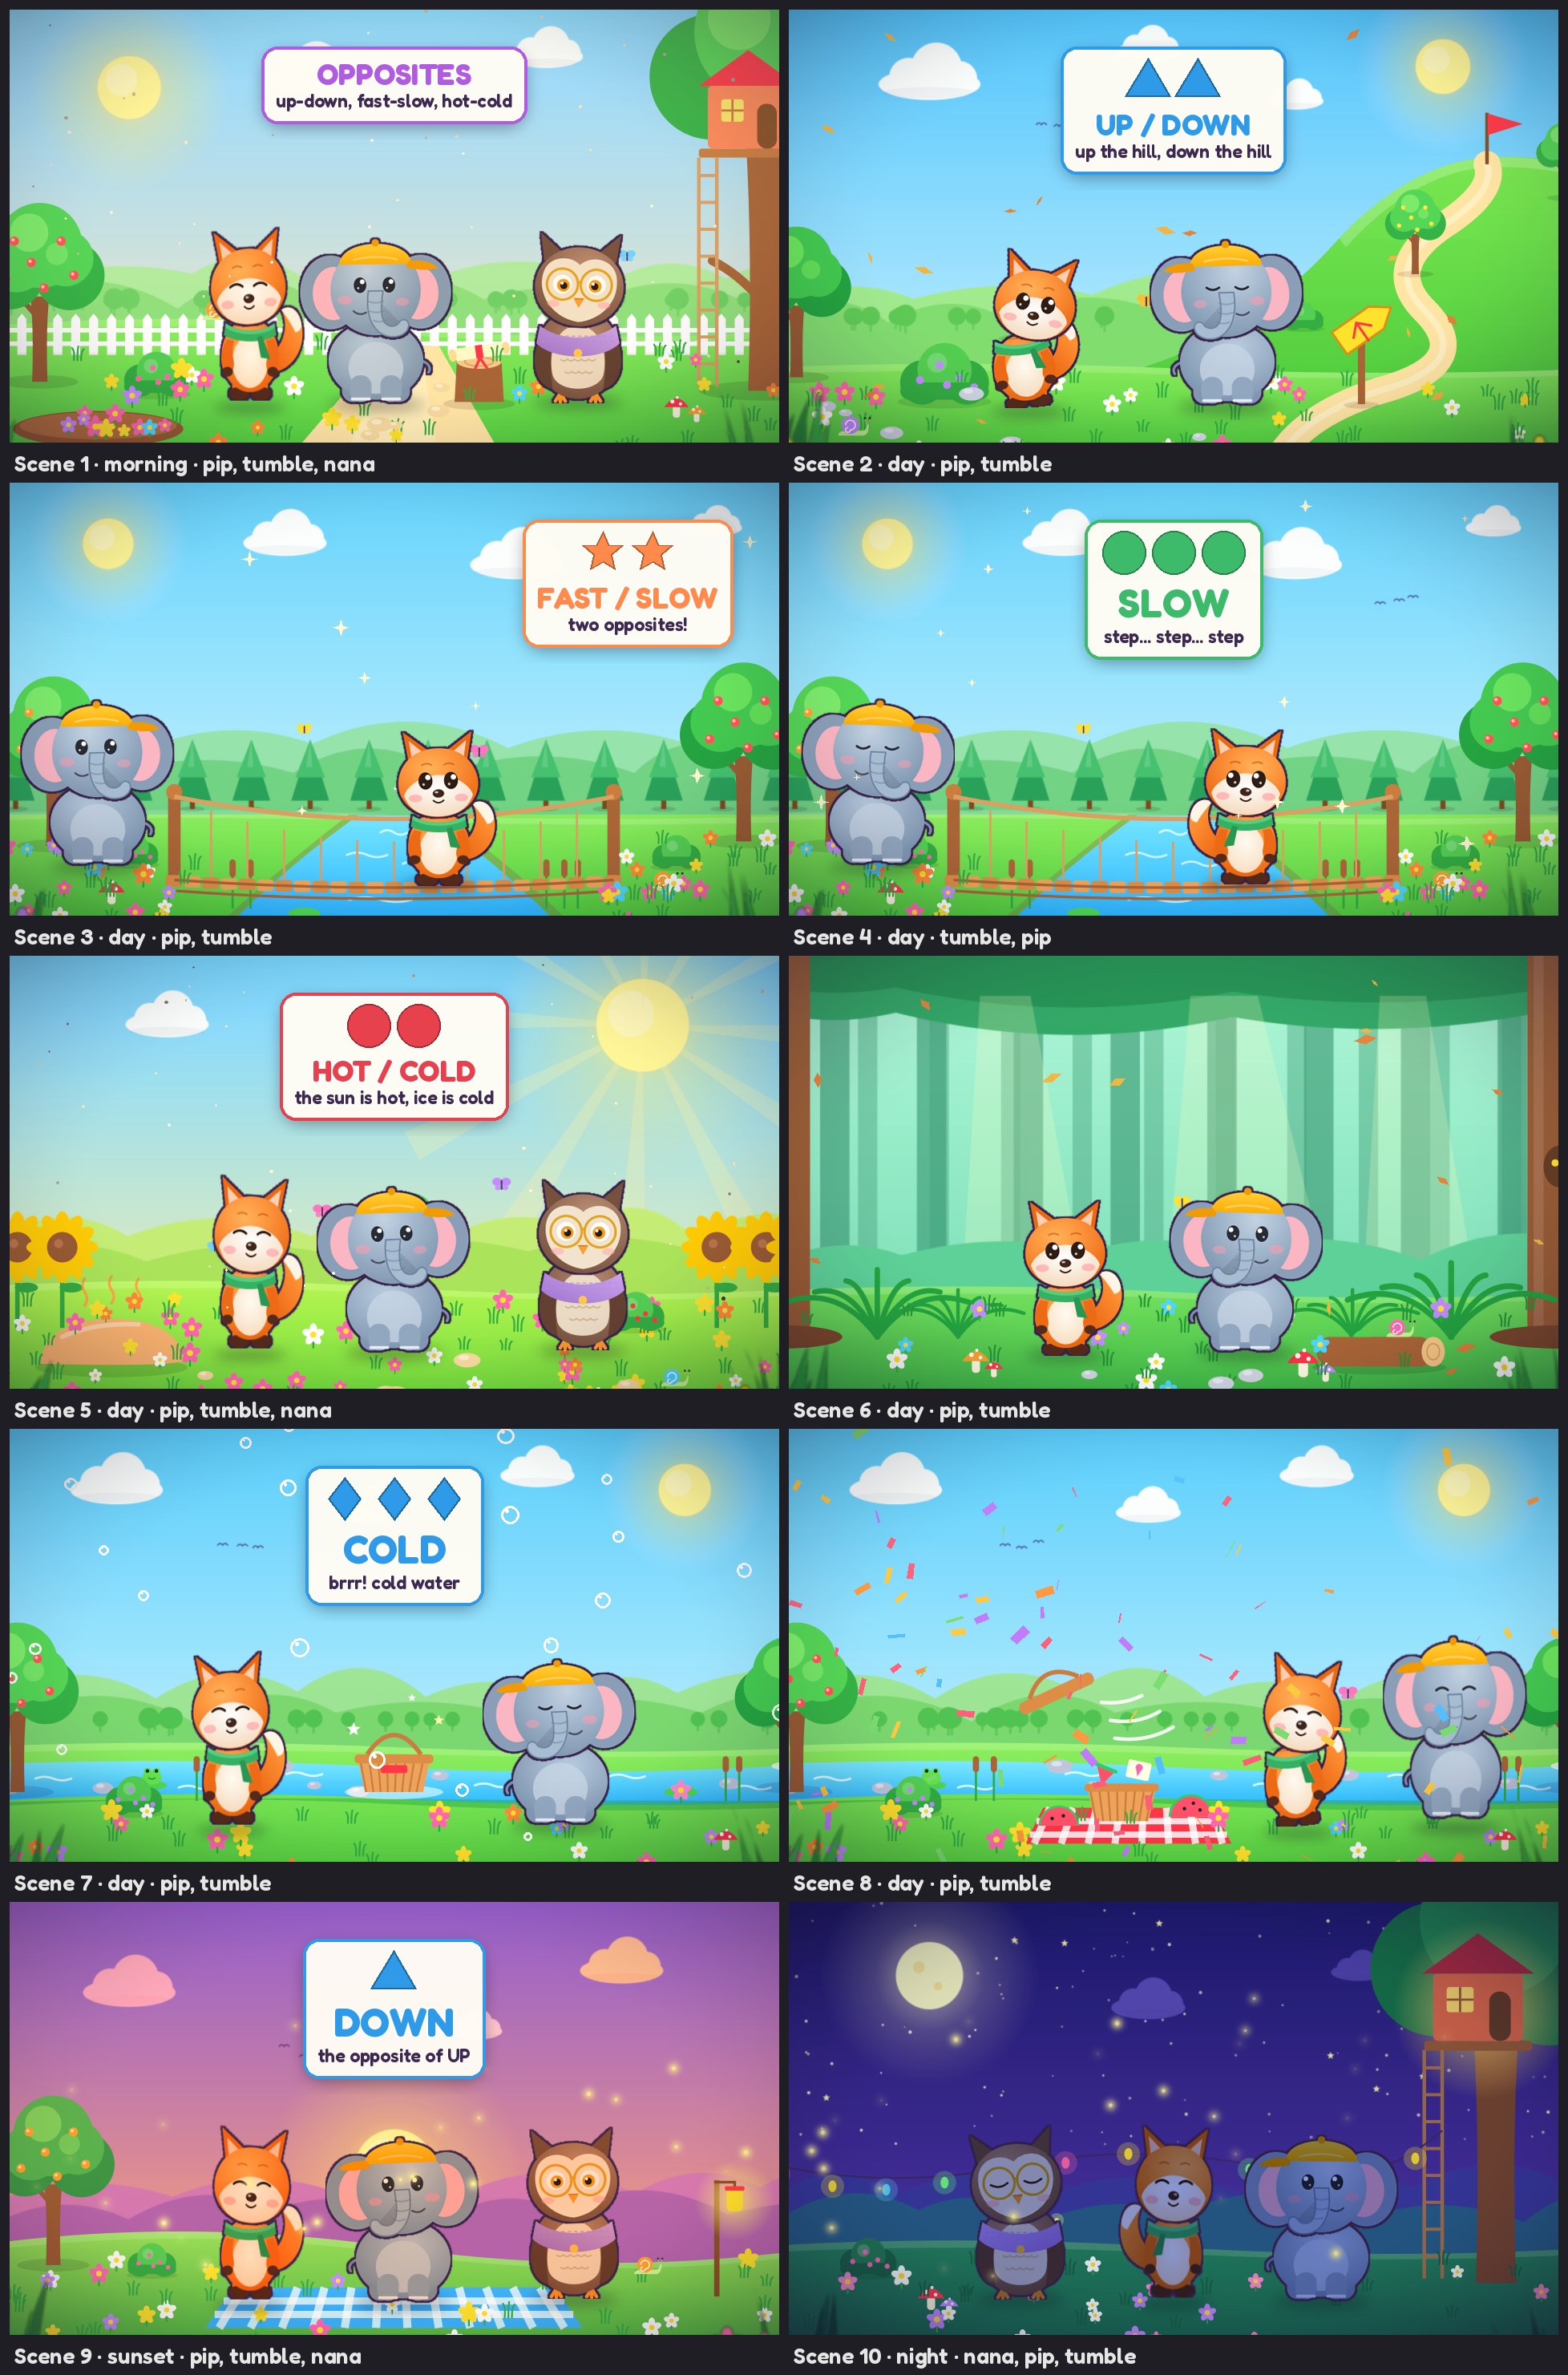 OPPOSITES
up-down, fast-slow, hot-cold
Scene 1 · morning · pip, tumble, nana
UP / DOWN
up the hill, down the hill
Scene 2 · day · pip, tumble
FAST / SLOW
two opposites!
Scene 3 · day · pip, tumble
SLOW
step... step... step
Scene 4 · day · tumble, pip
HOT / COLD
the sun is hot, ice is cold
Scene 5 · day · pip, tumble, nana
Scene 6 · day · pip, tumble
COLD
brrr! cold water
Scene 7 · day · pip, tumble
Scene 8 · day · pip, tumble
DOWN
the opposite of UP
Scene 9 · sunset · pip, tumble, nana
Scene 10 · night · nana, pip, tumble